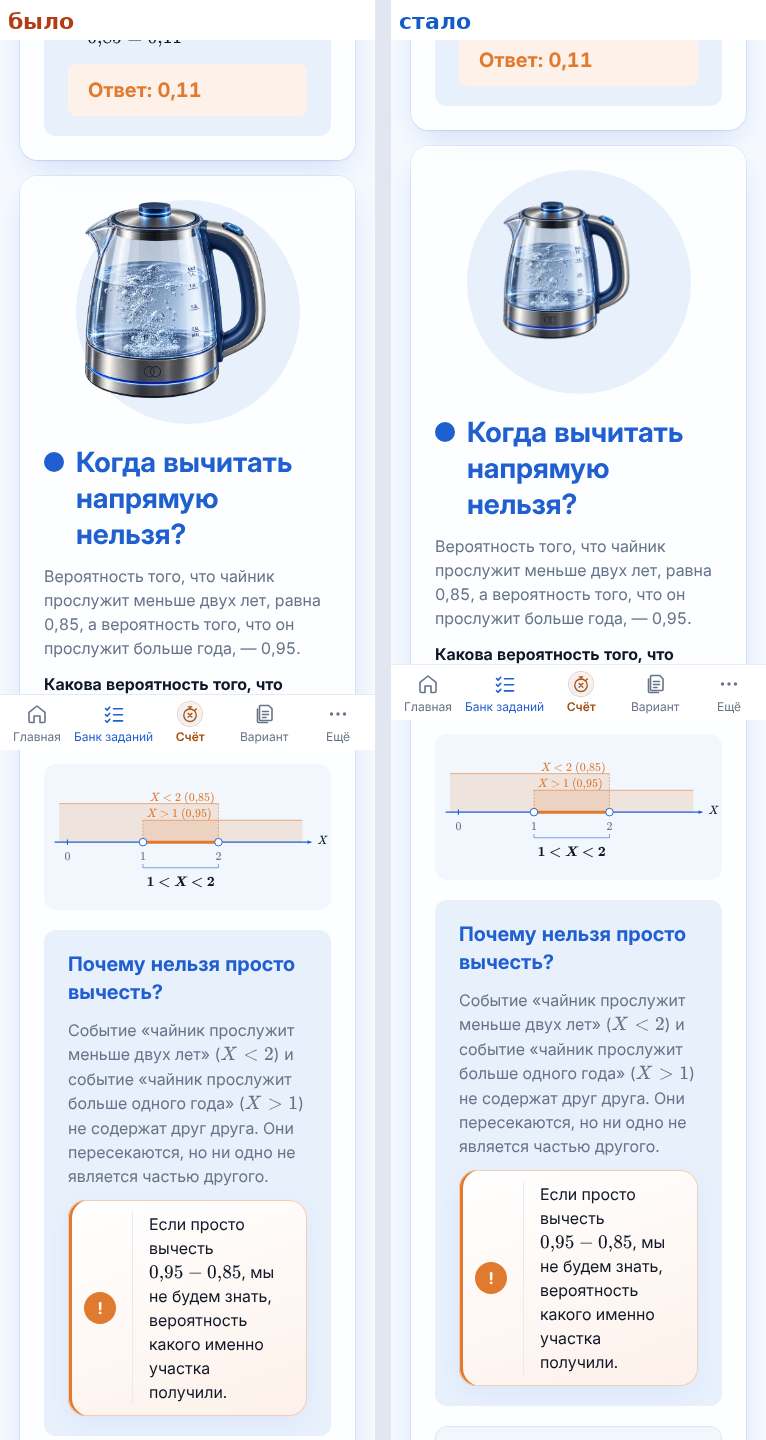 было
0,85 = 0,11
Ответ: 0,11
Когда вычитать
напрямую
нельзя?
Вероятность того, что чайник
прослужит меньше двух лет, равна
0,85, а вероятность того, что он
прослужит больше года, — 0,95.
Какова вероятность того, что
Главная Банк заданий Счёт Вариант Ещё
X < 2 (0,85)
X > 1 (0,95)
X
0 1 2
1 < X < 2
Почему нельзя просто
вычесть?
Событие «чайник прослужит
меньше двух лет» (X < 2) и
событие «чайник прослужит
больше одного года» (X > 1)
не содержат друг друга. Они
пересекаются, но ни одно не
является частью другого.
!
Если просто
вычесть
0,95 − 0,85, мы
не будем знать,
вероятность
какого именно
участка
получили.
стало
Ответ: 0,11
Когда вычитать
напрямую
нельзя?
Вероятность того, что чайник
прослужит меньше двух лет, равна
0,85, а вероятность того, что он
прослужит больше года, — 0,95.
Какова вероятность того, что
Главная Банк заданий Счёт Вариант Ещё
X < 2 (0,85)
X > 1 (0,95)
X
0 1 2
1 < X < 2
Почему нельзя просто
вычесть?
Событие «чайник прослужит
меньше двух лет» (X < 2) и
событие «чайник прослужит
больше одного года» (X > 1)
не содержат друг друга. Они
пересекаются, но ни одно не
является частью другого.
!
Если просто
вычесть
0,95 − 0,85, мы
не будем знать,
вероятность
какого именно
участка
получили.